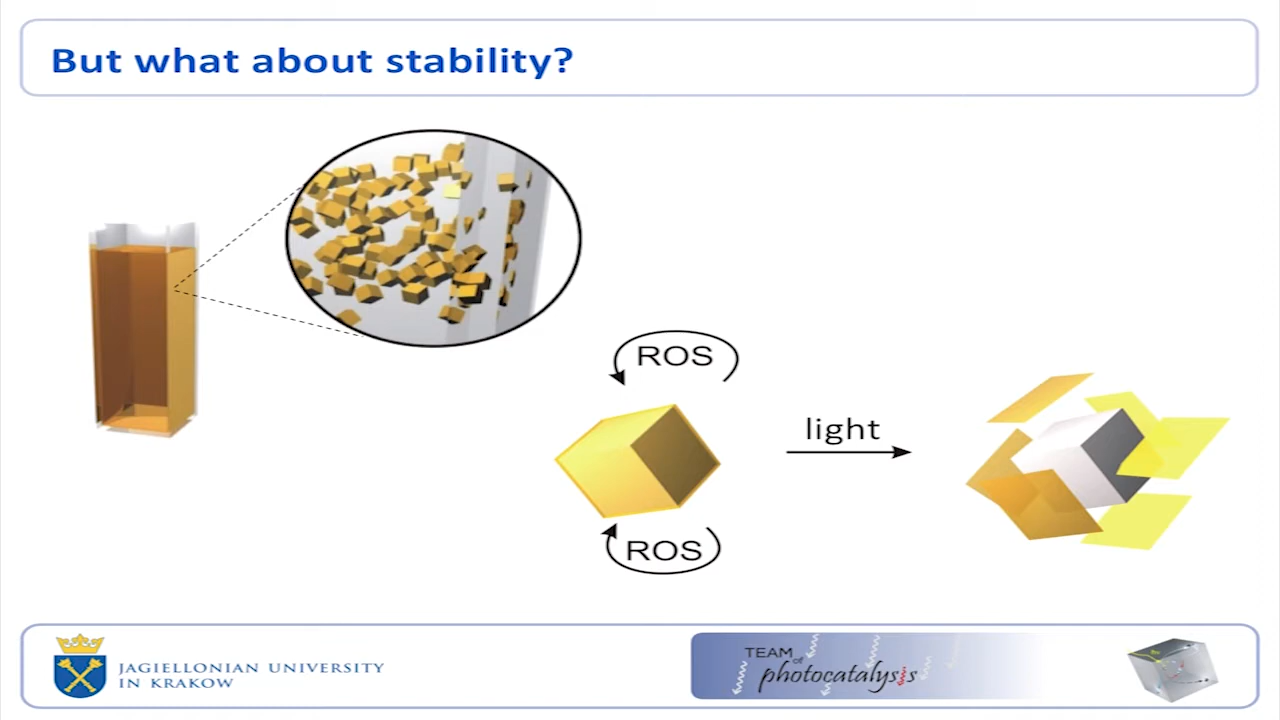 But what about stability?
ROS
light
ROS
JAGIELLONIAN UNIVERSITY
IN KRAKOW
TEAM of
photocatalysis